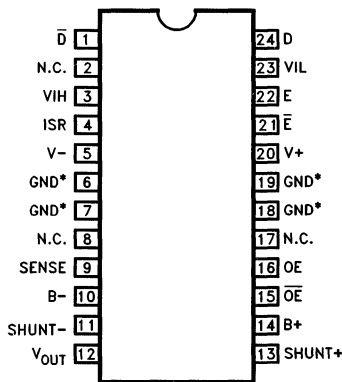 D̅ 1 24 D
N.C. 2 23 VIL
VIH 3 22 E
ISR 4 21 E̅
V- 5 20 V+
GND* 6 19 GND*
GND* 7 18 GND*
N.C. 8 17 N.C.
SENSE 9 16 OE
B- 10 15 O̅E̅
SHUNT- 11 14 B+
VOUT 12 13 SHUNT+